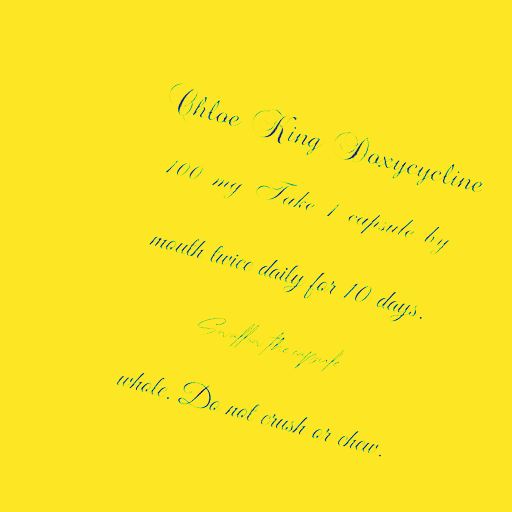 Chloe King Doxycycline
100 mg Take 1 capsule by
mouth twice daily for 10 days.
Swallow the capsule
whole. Do not crush or chew.